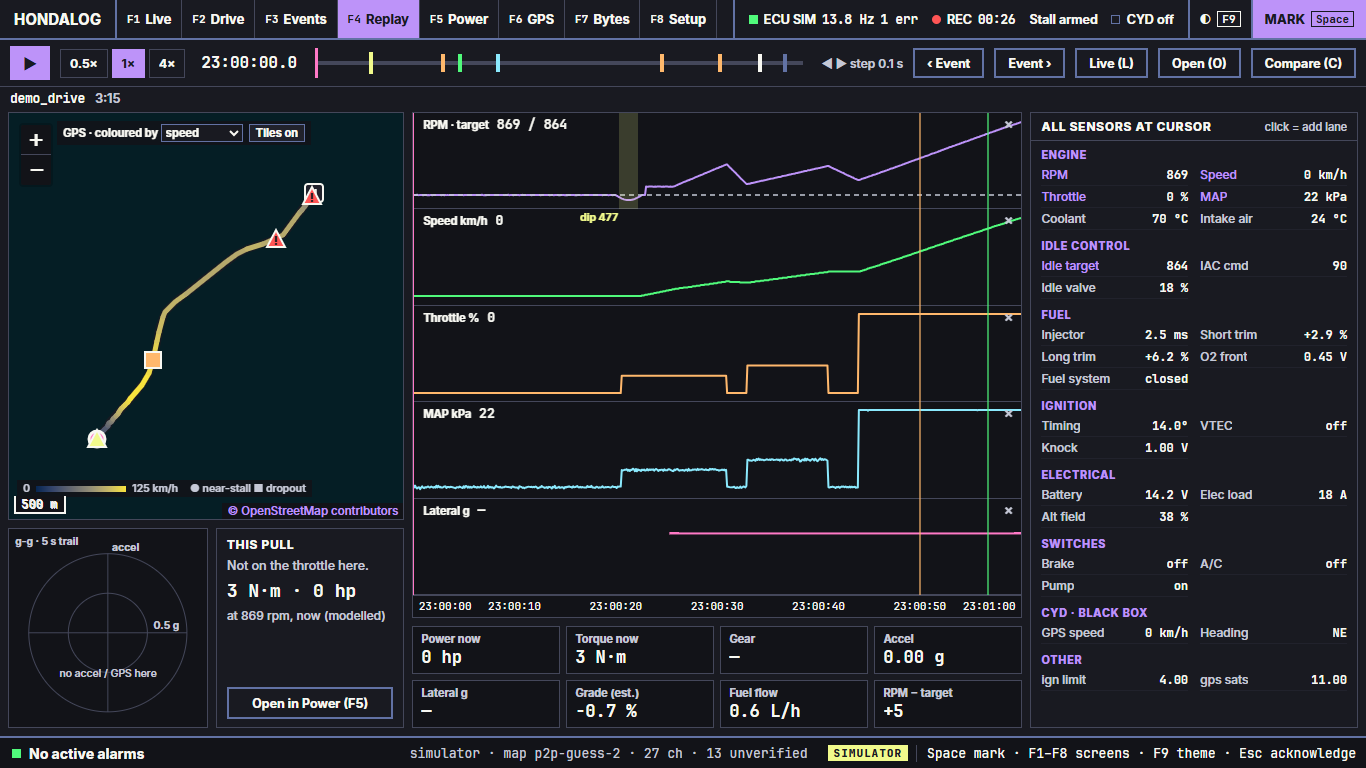 HONDALOG F1 Live F2 Drive F3 Events F4 Replay F5 Power F6 GPS F7 Bytes F8 Setup ECU SIM 13.8 Hz 1 err REC 00:26 Stall armed CYD off F9 MARK Space
0.5× 1× 4× 23:00:00.0 step 0.1 s ‹ Event Event › Live (L) Open (O) Compare (C)
demo_drive 3:15
+
−
GPS · coloured by speed Tiles on
0 125 km/h near-stall dropout
500 m
© OpenStreetMap contributors
g-g · 5 s trail
accel
0.5 g
no accel / GPS here
THIS PULL
Not on the throttle here.
3 N·m · 0 hp
at 869 rpm, now (modelled)
Open in Power (F5)
RPM · target 869 / 864 ×
dip 477
Speed km/h 0 ×
Throttle % 0 ×
MAP kPa 22 ×
Lateral g — ×
23:00:00 23:00:10 23:00:20 23:00:30 23:00:40 23:00:50 23:01:00
Power now
0 hp
Torque now
3 N·m
Gear
—
Accel
0.00 g
Lateral g
—
Grade (est.)
-0.7 %
Fuel flow
0.6 L/h
RPM − target
+5
ALL SENSORS AT CURSOR click = add lane
ENGINE
RPM 869 Speed 0 km/h
Throttle 0 % MAP 22 kPa
Coolant 70 °C Intake air 24 °C
IDLE CONTROL
Idle target 864 IAC cmd 90
Idle valve 18 %
FUEL
Injector 2.5 ms Short trim +2.9 %
Long trim +6.2 % O2 front 0.45 V
Fuel system closed
IGNITION
Timing 14.0° VTEC off
Knock 1.00 V
ELECTRICAL
Battery 14.2 V Elec load 18 A
Alt field 38 %
SWITCHES
Brake off A/C off
Pump on
CYD · BLACK BOX
GPS speed 0 km/h Heading NE
OTHER
Ign limit 4.00 gps sats 11.00
No active alarms simulator · map p2p-guess-2 · 27 ch · 13 unverified SIMULATOR Space mark · F1–F8 screens · F9 theme · Esc acknowledge